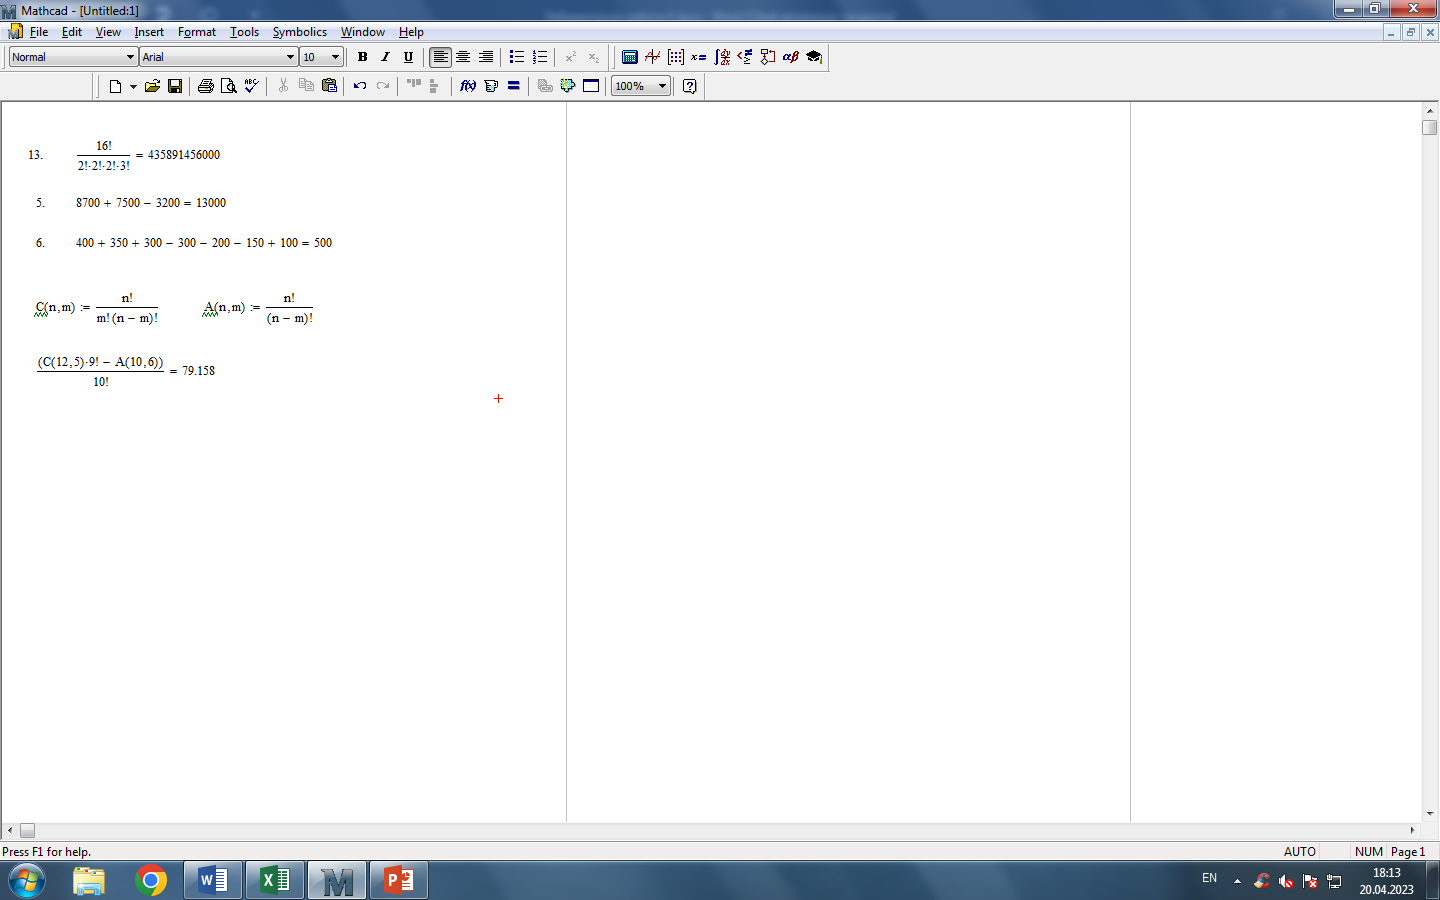 Mathcad - [Untitled:1]
File Edit View Insert Format Tools Symbolics Window Help
Normal Arial 10 B I U
100%
13. 16! / 2!·2!·2!·3! = 435891456000
5. 8700 + 7500 − 3200 = 13000
6. 400 + 350 + 300 − 300 − 200 − 150 + 100 = 500
C(n,m) := n! / m!(n − m)! A(n,m) := n! / (n − m)!
(C(12,5)·9! − A(10,6)) / 10! = 79.158
Press F1 for help. AUTO NUM Page 1
EN 18:13
20.04.2023